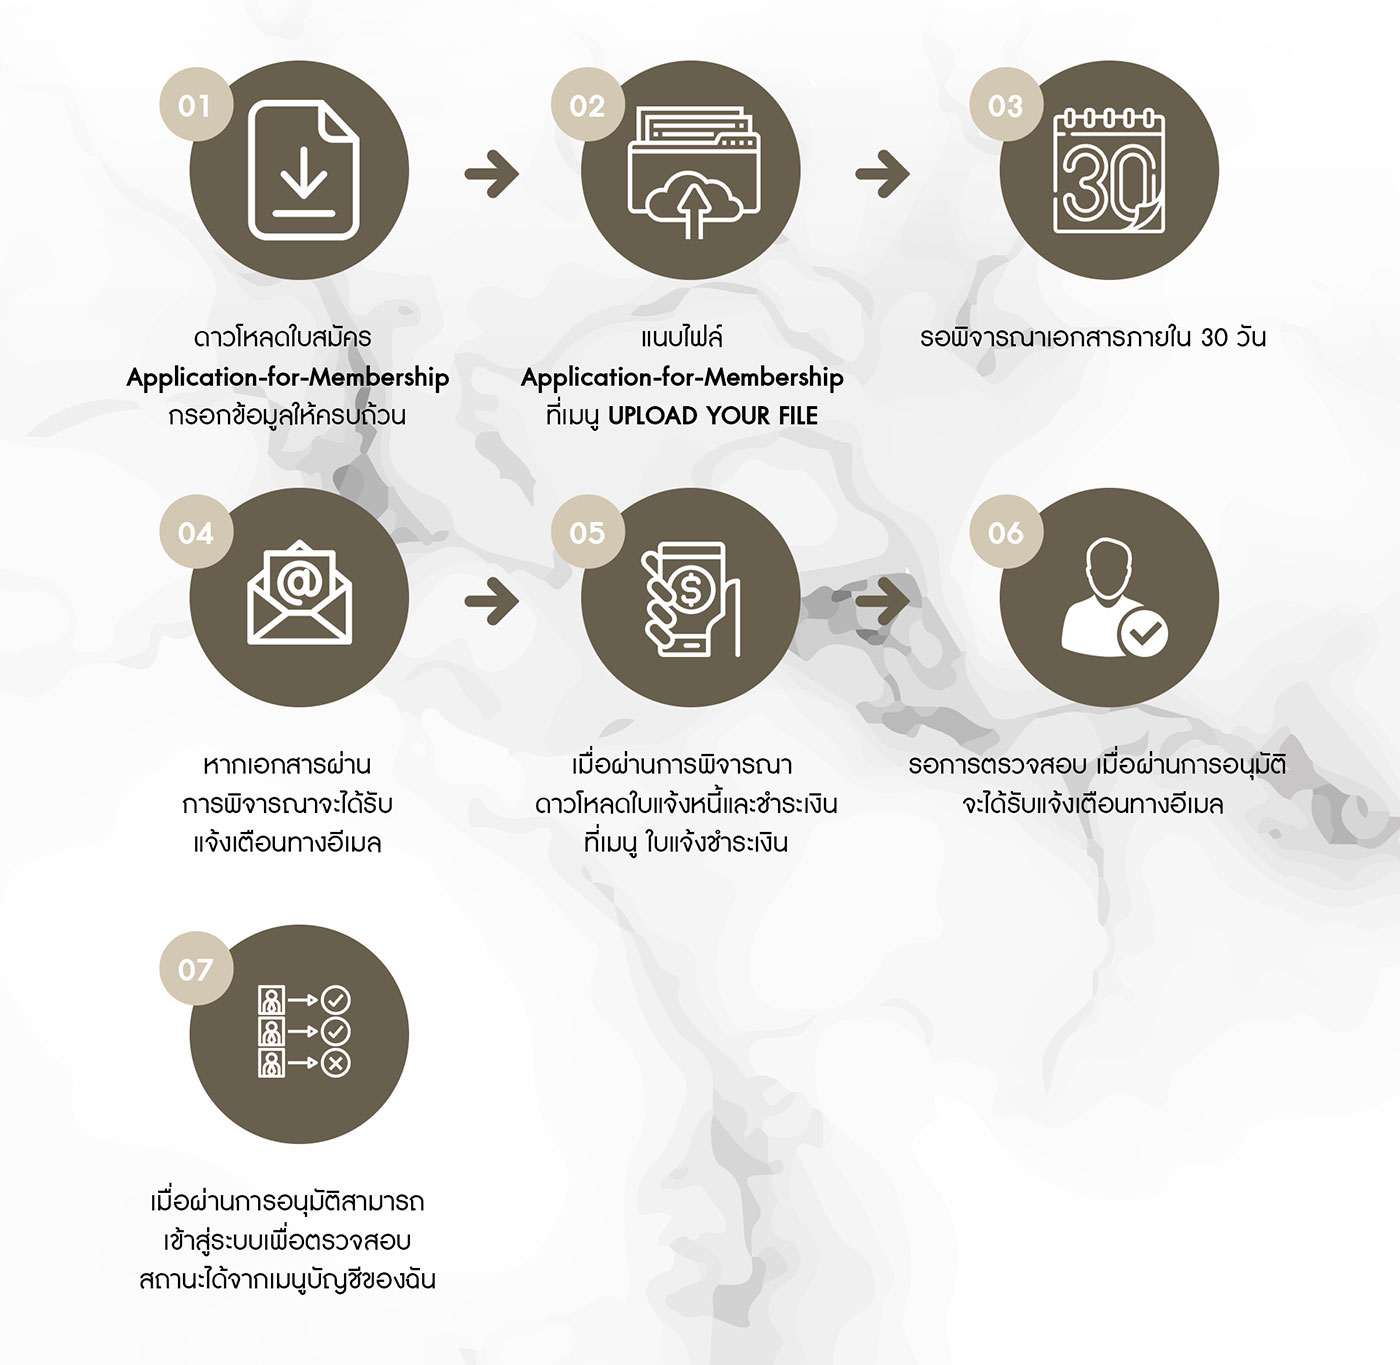 01
ดาวโหลดใบสมัคร
Application-for-Membership
กรอกข้อมูลให้ครบถ้วน
02
แนบไฟล์
Application-for-Membership
ที่เมนู UPLOAD YOUR FILE
03
30
รอพิจารณาเอกสารภายใน 30 วัน
04
@
หากเอกสารผ่าน
การพิจารณาจะได้รับ
แจ้งเตือนทางอีเมล
05
$
เมื่อผ่านการพิจารณา
ดาวโหลดใบแจ้งหนี้และชำระเงิน
ที่เมนู ใบแจ้งชำระเงิน
06
รอการตรวจสอบ เมื่อผ่านการอนุมัติ
จะได้รับแจ้งเตือนทางอีเมล
07
เมื่อผ่านการอนุมัติสามารถ
เข้าสู่ระบบเพื่อตรวจสอบ
สถานะได้จากเมนูบัญชีของฉัน